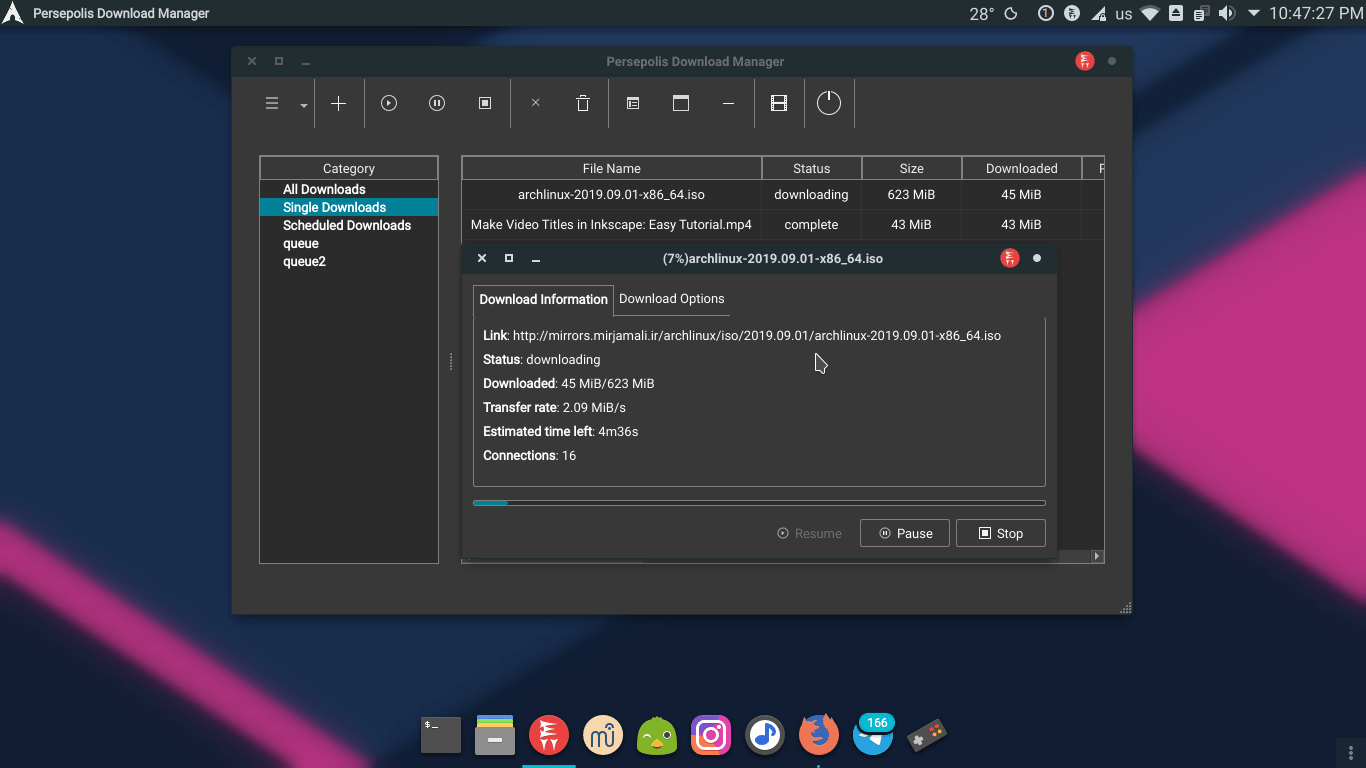 Persepolis Download Manager
28°
1
us
10:47:27 PM
Persepolis Download Manager
Category
All Downloads
Single Downloads
Scheduled Downloads
queue
queue2
File Name Status Size Downloaded
archlinux-2019.09.01-x86_64.iso downloading 623 MiB 45 MiB
Make Video Titles in Inkscape: Easy Tutorial.mp4 complete 43 MiB 43 MiB
(7%)archlinux-2019.09.01-x86_64.iso
Download Information Download Options
Link: http://mirrors.mirjamali.ir/archlinux/iso/2019.09.01/archlinux-2019.09.01-x86_64.iso
Status: downloading
Downloaded: 45 MiB/623 MiB
Transfer rate: 2.09 MiB/s
Estimated time left: 4m36s
Connections: 16
Resume Pause Stop
$_
166